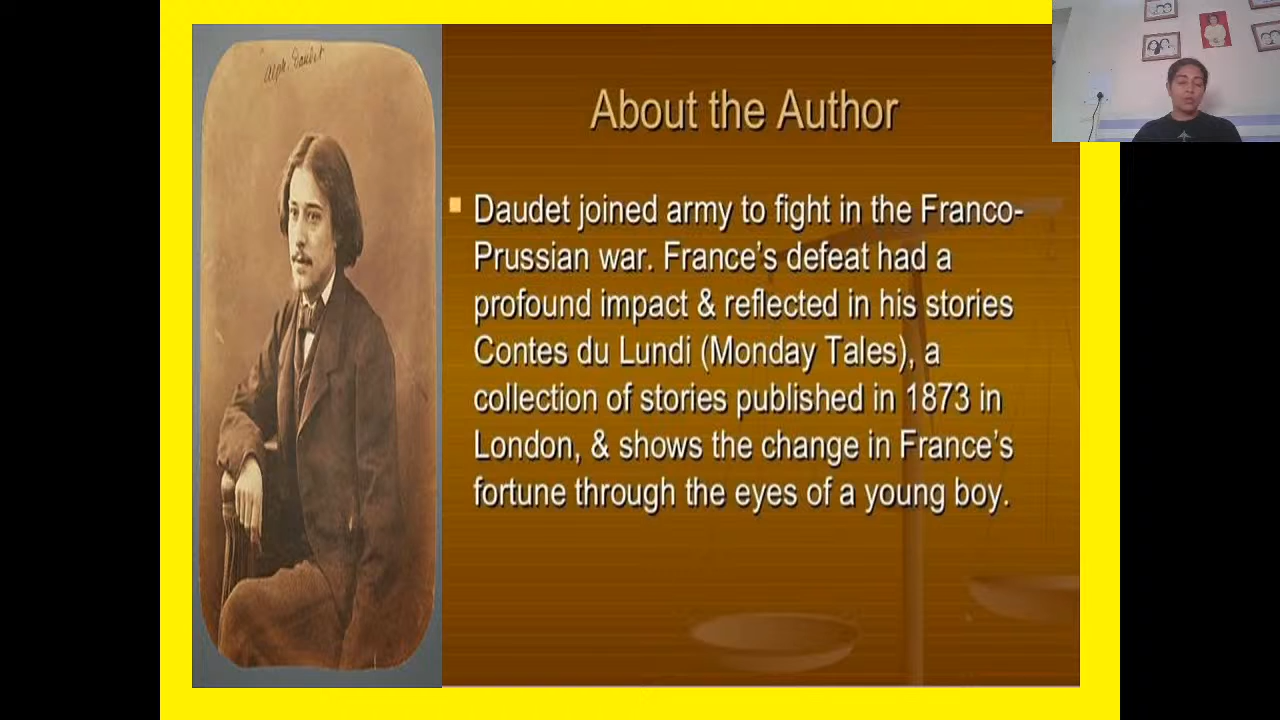 Alph. Daudet
About the Author
Daudet joined army to fight in the Franco-
Prussian war. France's defeat had a
profound impact & reflected in his stories
Contes du Lundi (Monday Tales), a
collection of stories published in 1873 in
London, & shows the change in France's
fortune through the eyes of a young boy.